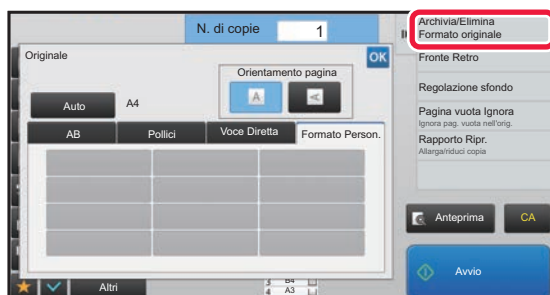 N. di copie 1
Archivia/Elimina
Formato originale
Originale
OK
Fronte Retro
Orientamento pagina
A A
Regolazione sfondo
Auto A4
Pagina vuota Ignora
Ignora pag. vuota nell'orig.
AB Pollici Voce Diretta Formato Person.
Rapporto Ripr.
Allarga/riduci copia
Anteprima CA
Avvio
Altri
3 B4
4 A3